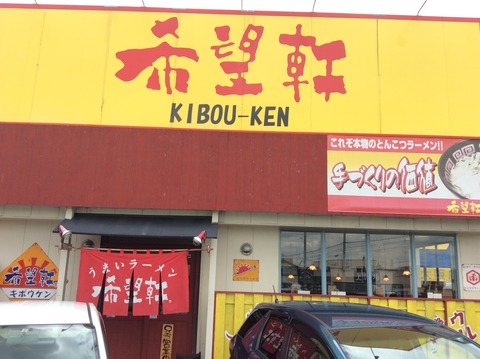 希望軒
KIBOU-KEN
これぞ本物のとんこつラーメン!!
手づくりの価値
希望軒
うまいラーメン
希望軒
希望軒
キボウケン